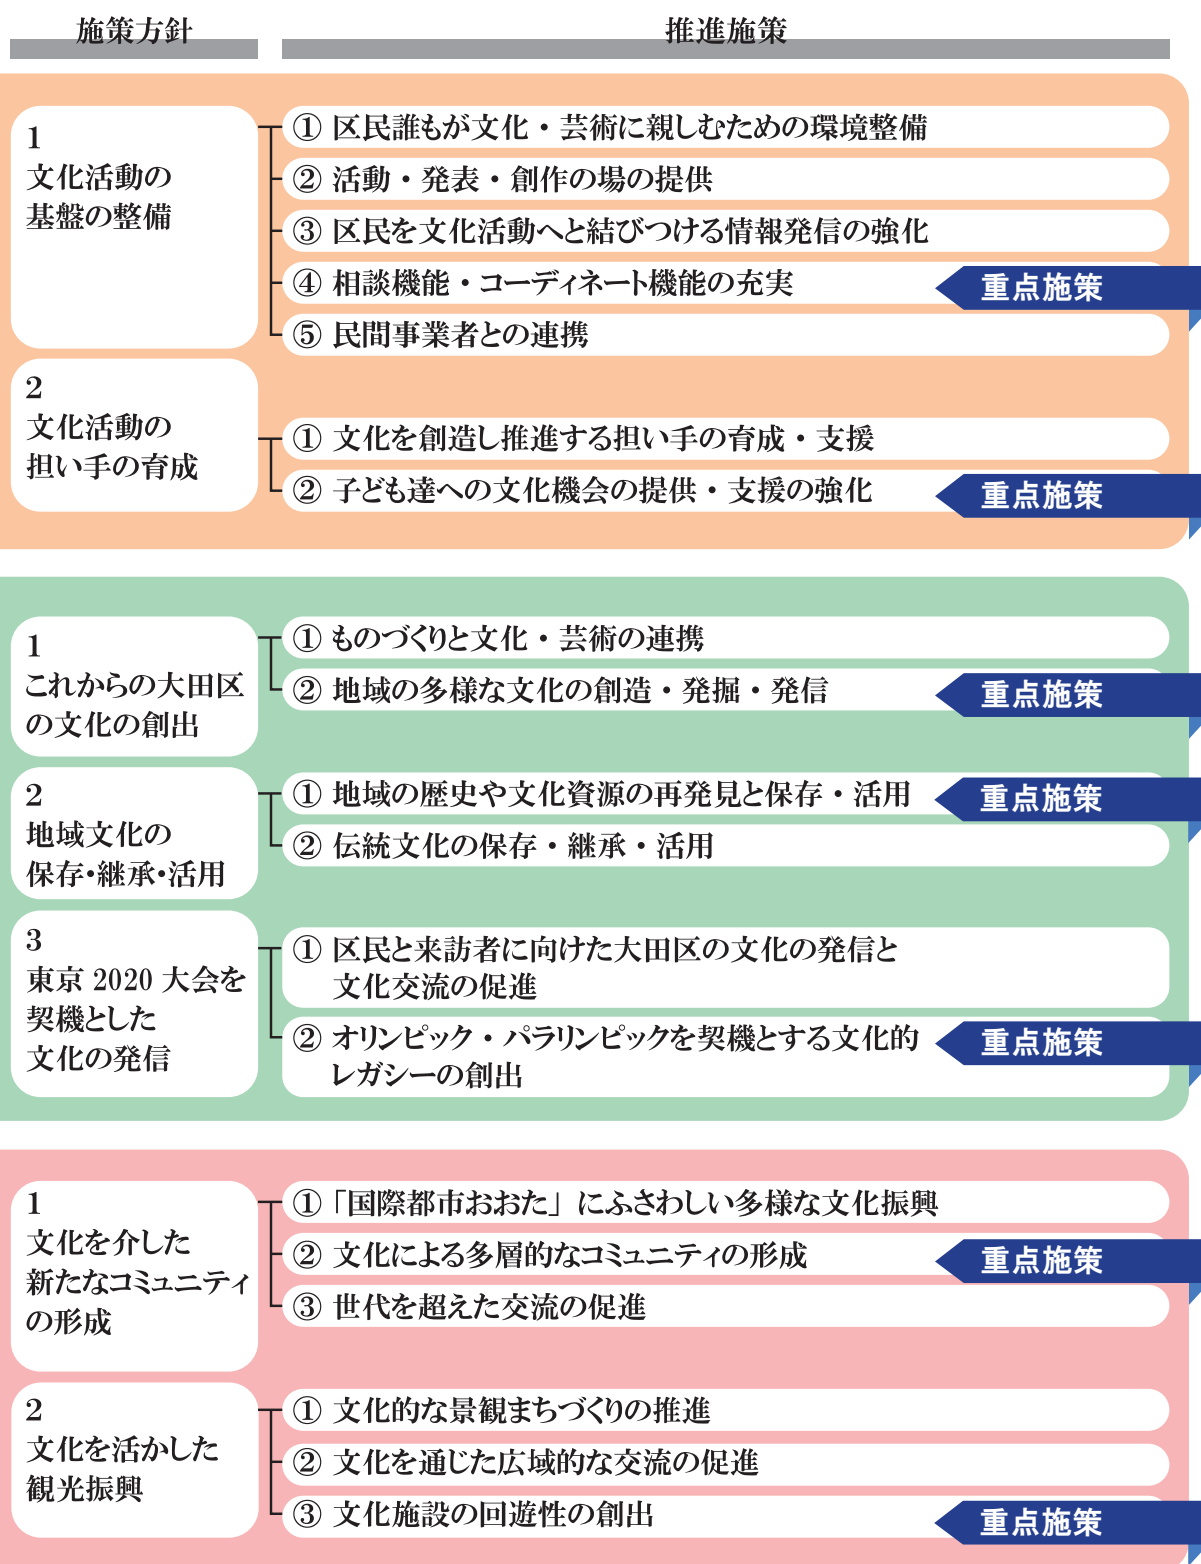 施策方針
推進施策
1
文化活動の
基盤の整備
① 区民誰もが文化・芸術に親しむための環境整備
② 活動・発表・創作の場の提供
③ 区民を文化活動へと結びつける情報発信の強化
④ 相談機能・コーディネート機能の充実
重点施策
⑤ 民間事業者との連携
2
文化活動の
担い手の育成
① 文化を創造し推進する担い手の育成・支援
② 子ども達への文化機会の提供・支援の強化
重点施策
1
これからの大田区
の文化の創出
① ものづくりと文化・芸術の連携
② 地域の多様な文化の創造・発掘・発信
重点施策
2
地域文化の
保存・継承・活用
① 地域の歴史や文化資源の再発見と保存・活用
重点施策
② 伝統文化の保存・継承・活用
3
東京 2020 大会を
契機とした
文化の発信
① 区民と来訪者に向けた大田区の文化の発信と
文化交流の促進
② オリンピック・パラリンピックを契機とする文化的
レガシーの創出
重点施策
1
文化を介した
新たなコミュニティ
の形成
① 「国際都市おおた」にふさわしい多様な文化振興
② 文化による多層的なコミュニティの形成
重点施策
③ 世代を超えた交流の促進
2
文化を活かした
観光振興
① 文化的な景観まちづくりの推進
② 文化を通じた広域的な交流の促進
③ 文化施設の回遊性の創出
重点施策